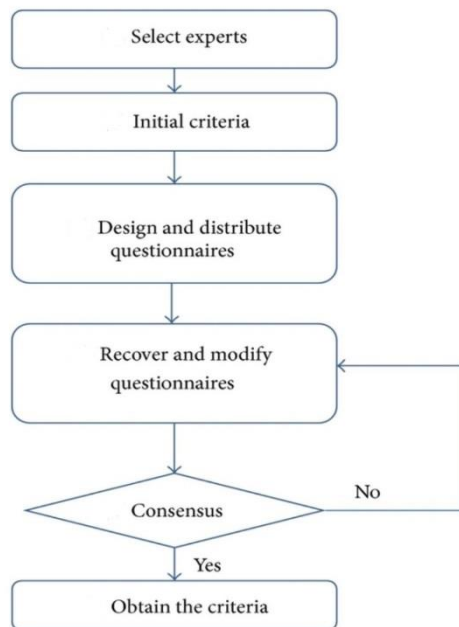 Select experts
Initial criteria
Design and distribute
questionnaires
Recover and modify
questionnaires
Consensus
No
Yes
Obtain the criteria